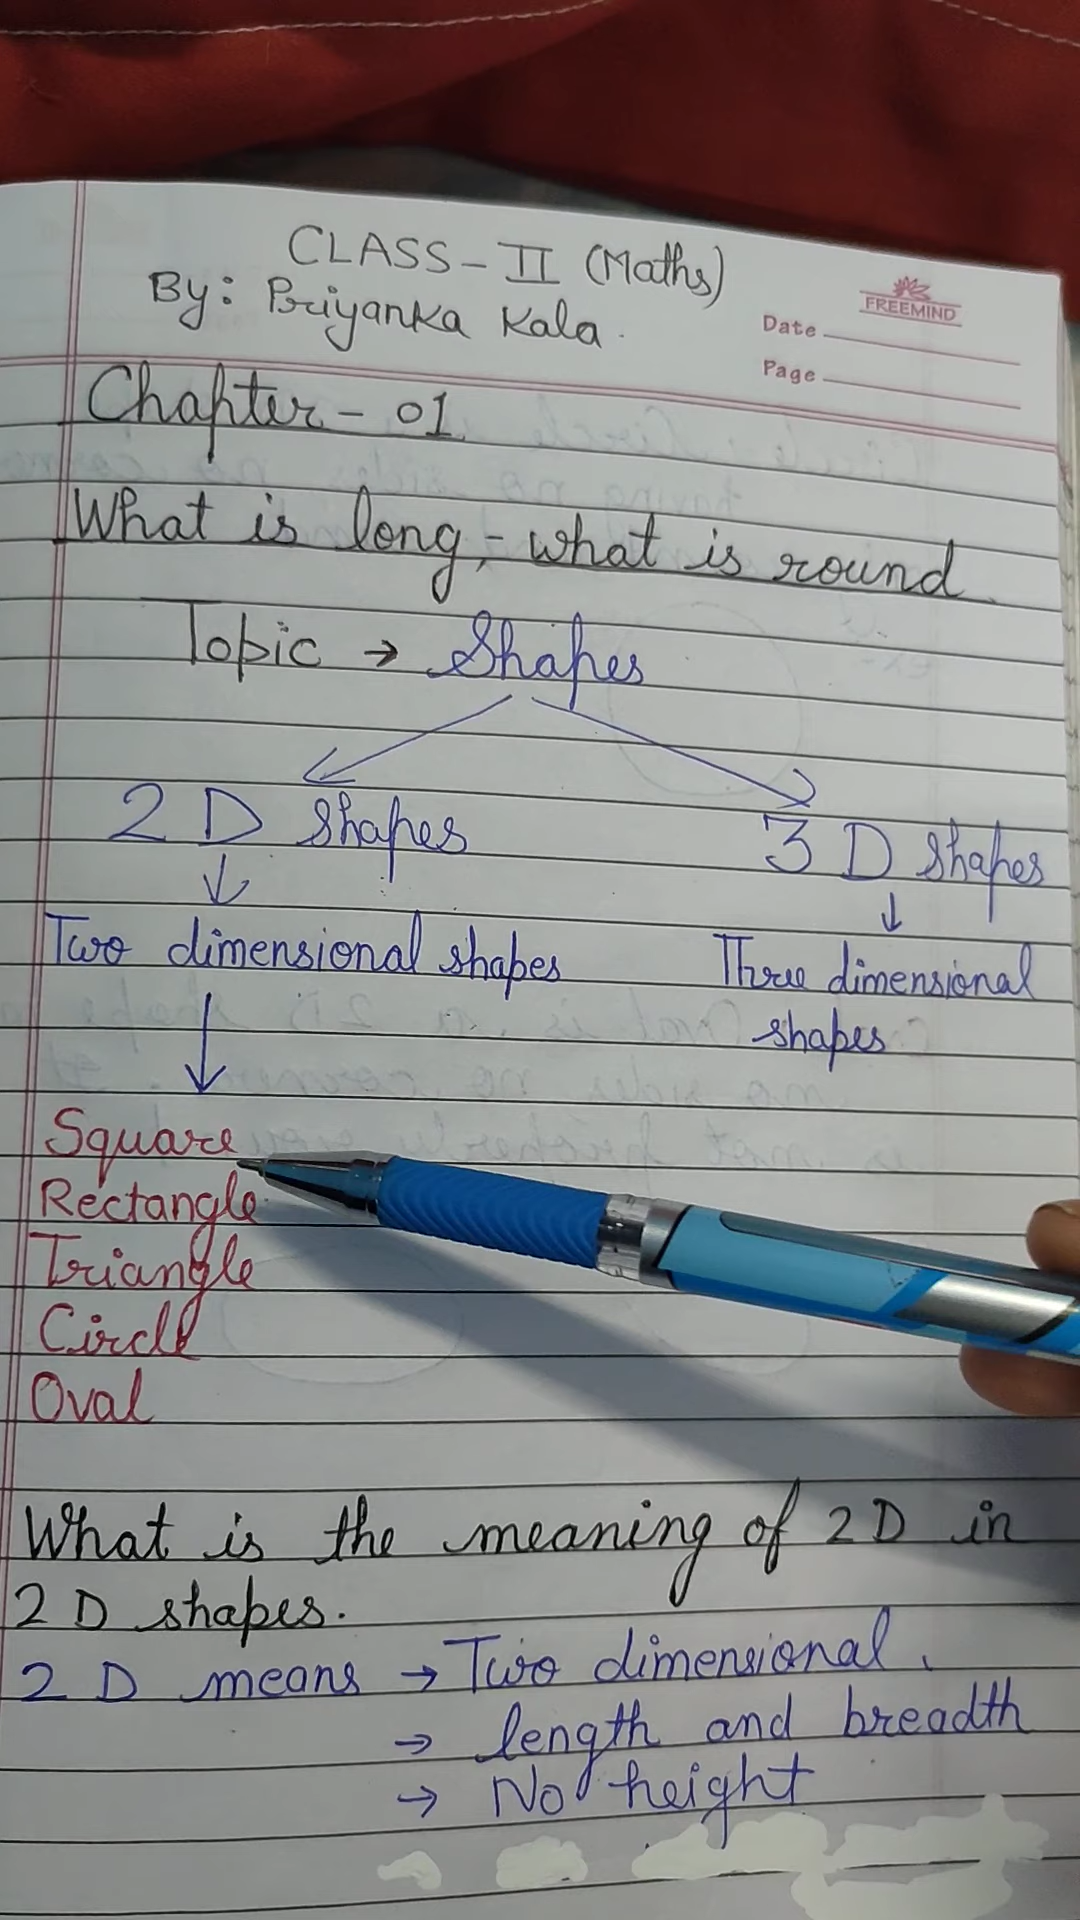 CLASS - II (Maths)
By: Priyanka Kala.
FREEMIND
Date
Page
Chapter - 01
What is long, - what is round.
Topic → Shapes
2 D shapes
3 D shapes
↓
↓
Two dimensional shapes
Three dimensional
shapes
↓
Square
Rectangle
Triangle
Circle
Oval
What is the meaning of 2D in
2 D shapes.
2 D means → Two dimensional.
→ length and breadth
→ No height